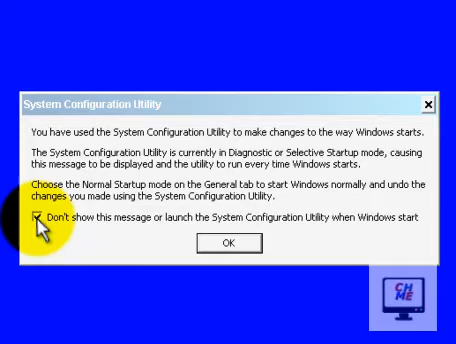 System Configuration Utility
You have used the System Configuration Utility to make changes to the way Windows starts.
The System Configuration Utility is currently in Diagnostic or Selective Startup mode, causing
this message to be displayed and the utility to run every time Windows starts.
Choose the Normal Startup mode on the General tab to start Windows normally and undo the
changes you made using the System Configuration Utility.
Don't show this message or launch the System Configuration Utility when Windows start
OK
CH
ME